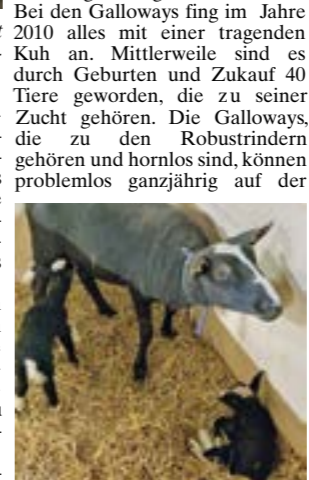 Bei den Galloways fing im Jahre
2010 alles mit einer tragenden
Kuh an. Mittlerweile sind es
durch Geburten und Zukauf 40
Tiere geworden, die zu seiner
Zucht gehören. Die Galloways,
die zu den Robustrindern
gehören und hornlos sind, können
problemlos ganzjährig auf der